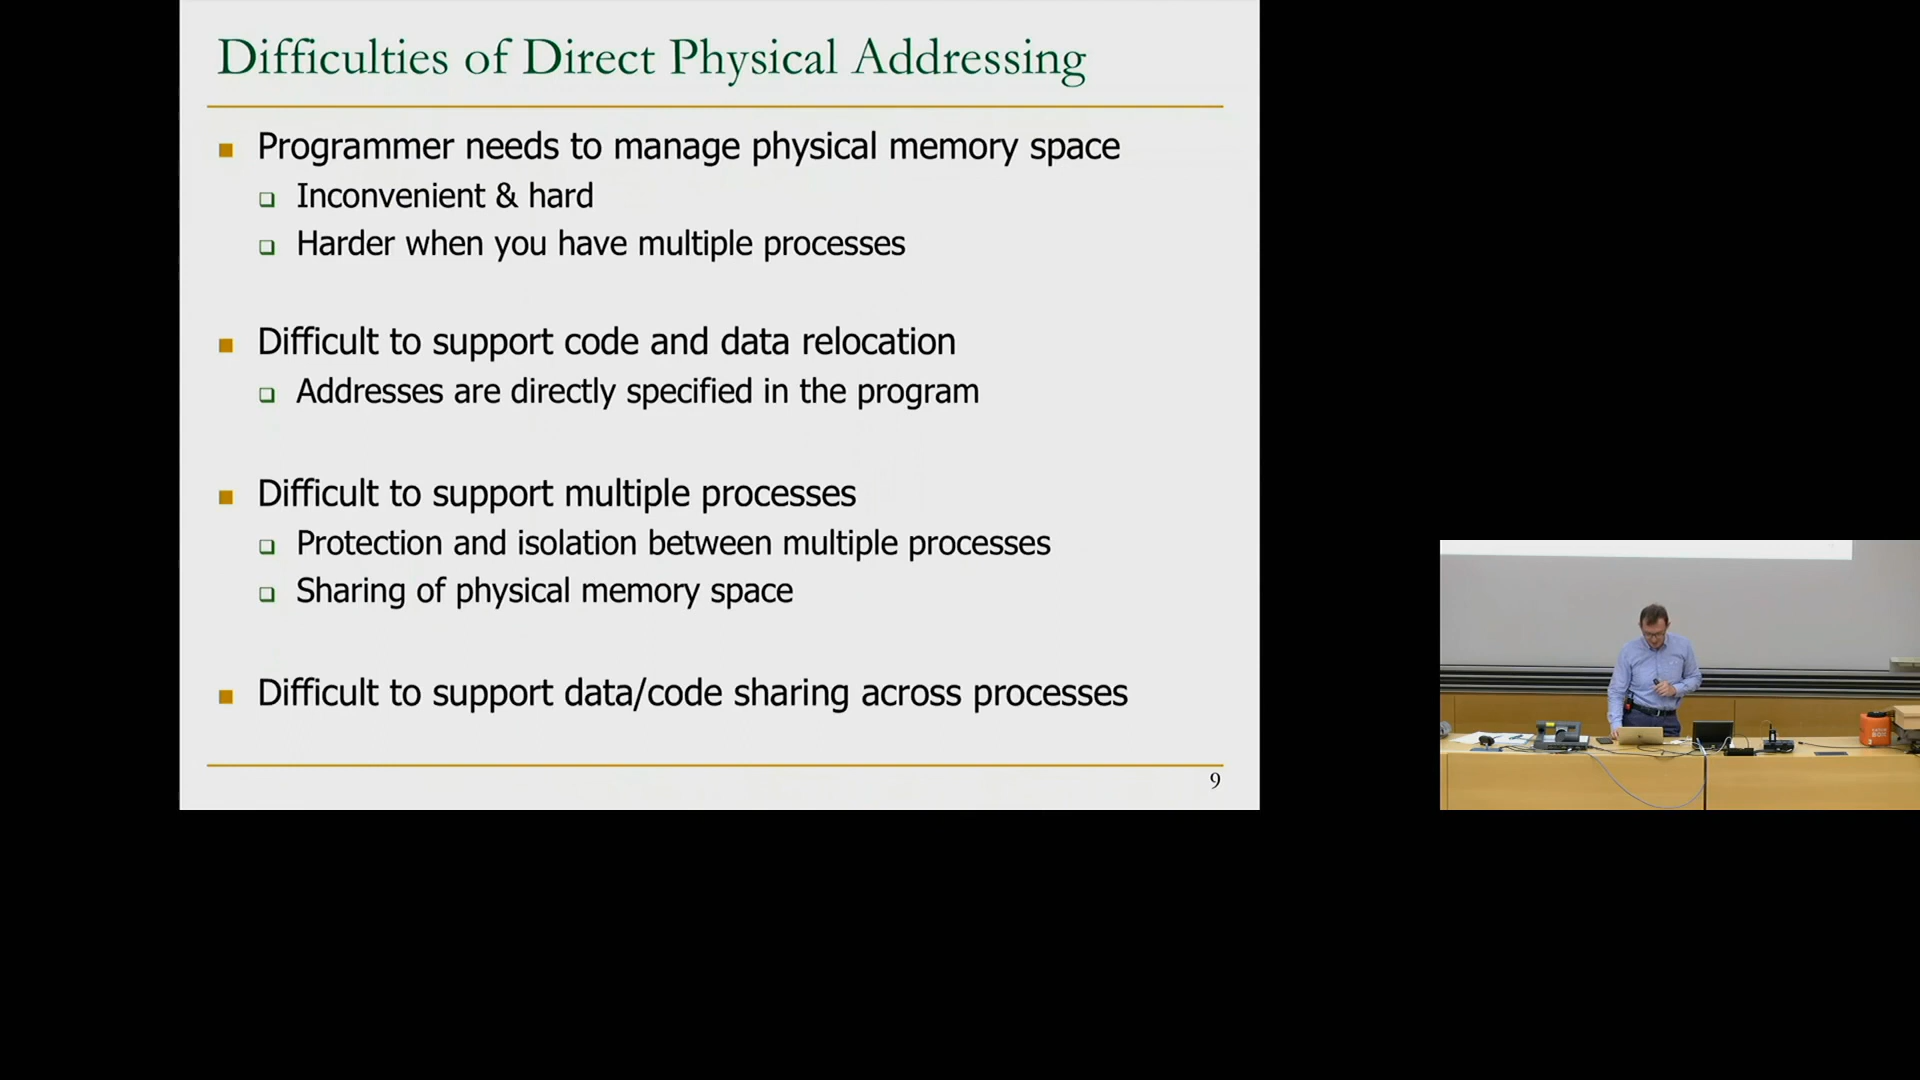 Difficulties of Direct Physical Addressing
Programmer needs to manage physical memory space
Inconvenient & hard
Harder when you have multiple processes
Difficult to support code and data relocation
Addresses are directly specified in the program
Difficult to support multiple processes
Protection and isolation between multiple processes
Sharing of physical memory space
Difficult to support data/code sharing across processes
9